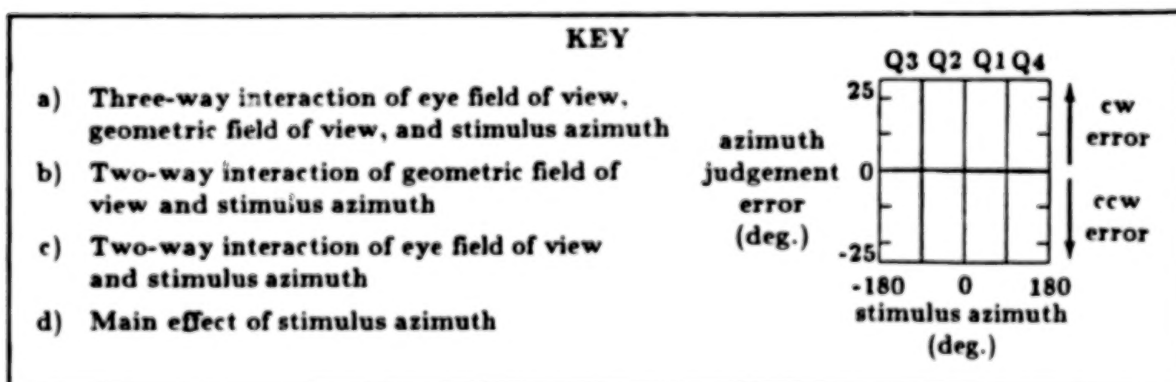 KEY
a) Three-way interaction of eye field of view,
geometric field of view, and stimulus azimuth
b) Two-way interaction of geometric field of
view and stimulus azimuth
c) Two-way interaction of eye field of view
and stimulus azimuth
d) Main effect of stimulus azimuth
Q3 Q2 Q1 Q4
azimuth
judgement
error
(deg.)
25
0
-25
cw
error
ccw
error
-180 0 180
stimulus azimuth
(deg.)